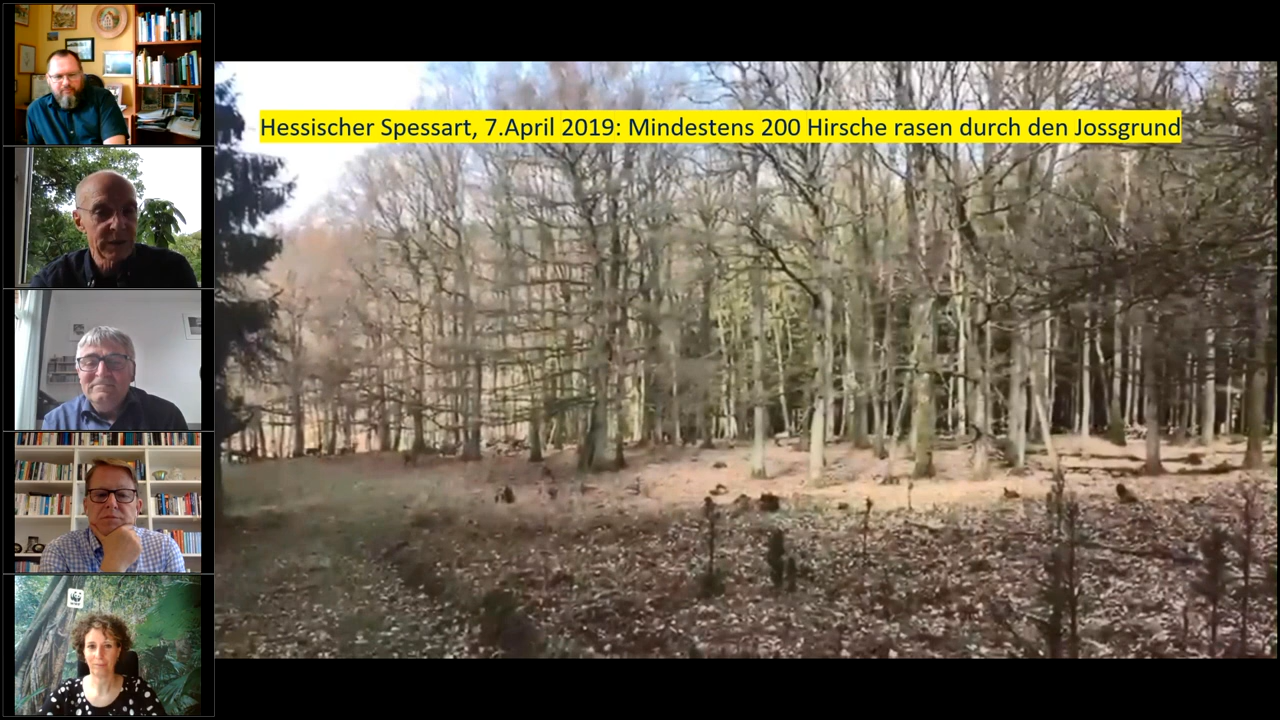 Hessischer Spessart, 7.April 2019: Mindestens 200 Hirsche rasen durch den Jossgrund